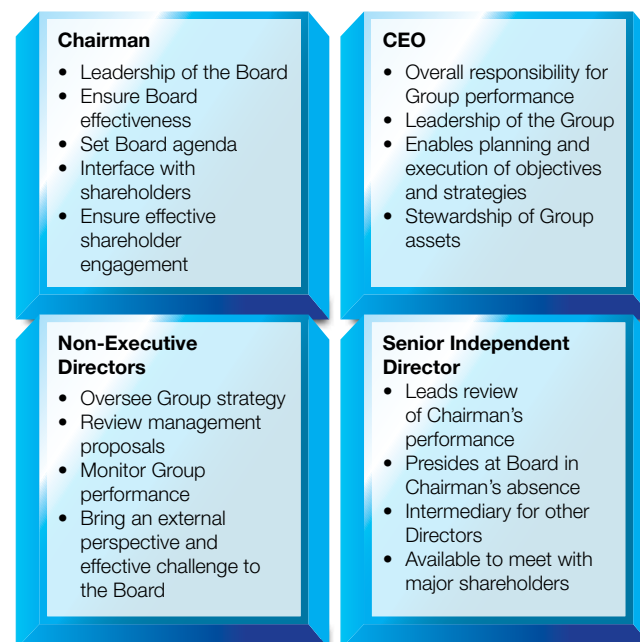 Chairman
• Leadership of the Board
• Ensure Board
effectiveness
• Set Board agenda
• Interface with
shareholders
• Ensure effective
shareholder
engagement
CEO
• Overall responsibility for
Group performance
• Leadership of the Group
• Enables planning and
execution of objectives
and strategies
• Stewardship of Group
assets
Non-Executive
Directors
• Oversee Group strategy
• Review management
proposals
• Monitor Group
performance
• Bring an external
perspective and
effective challenge to
the Board
Senior Independent
Director
• Leads review
of Chairman’s
performance
• Presides at Board in
Chairman’s absence
• Intermediary for other
Directors
• Available to meet with
major shareholders